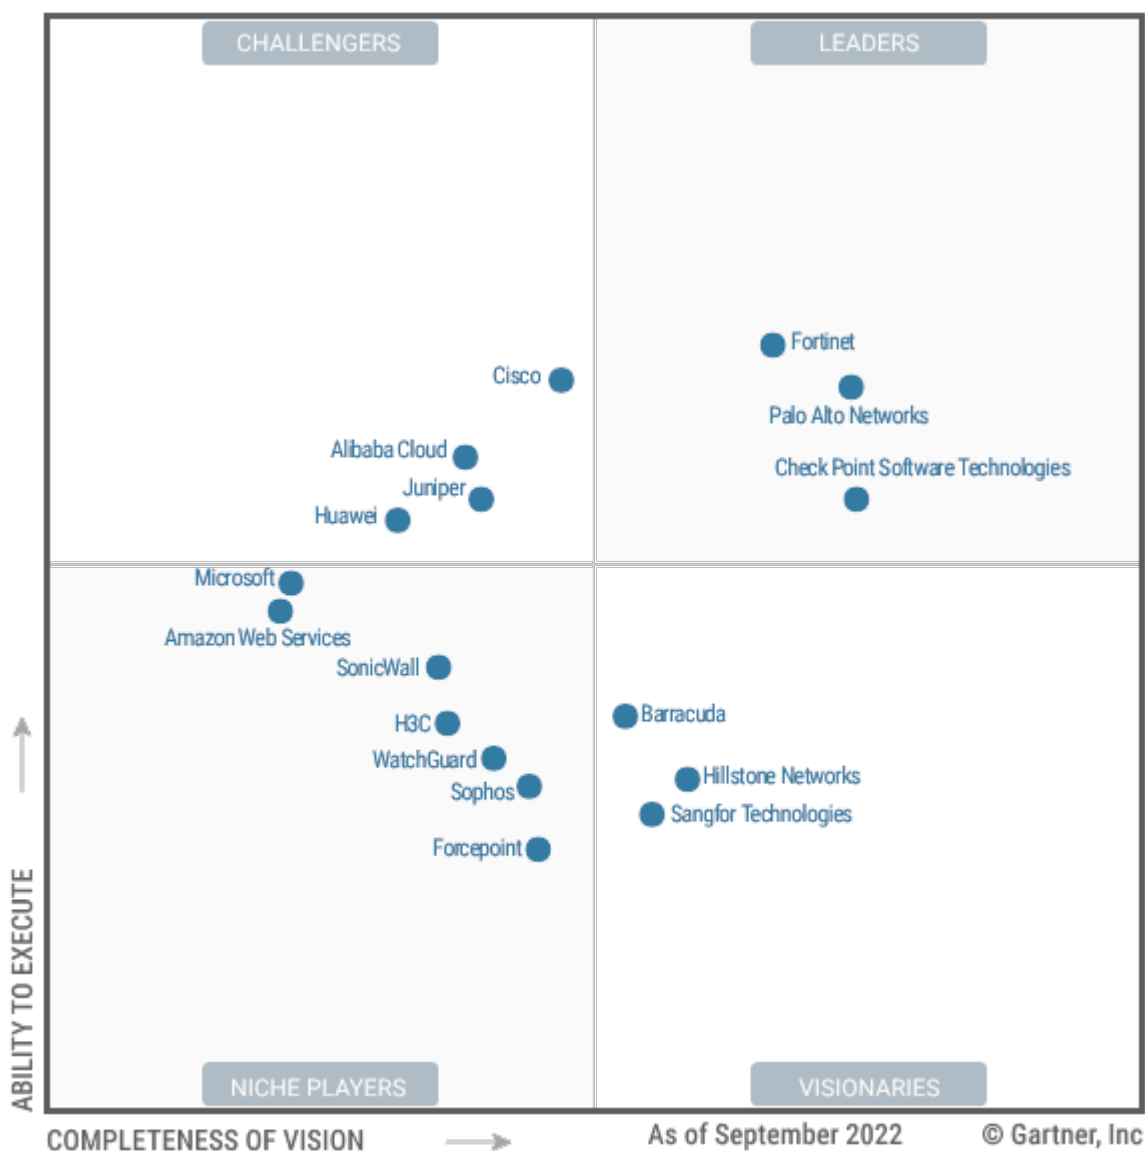 CHALLENGERS
LEADERS
Fortinet
Cisco
Palo Alto Networks
Alibaba Cloud
Check Point Software Technologies
Juniper
Huawei
Microsoft
Amazon Web Services
SonicWall
H3C
Barracuda
WatchGuard
Hillstone Networks
Sophos
Sangfor Technologies
Forcepoint
ABILITY TO EXECUTE
NICHE PLAYERS
VISIONARIES
COMPLETENESS OF VISION
As of September 2022
© Gartner, Inc